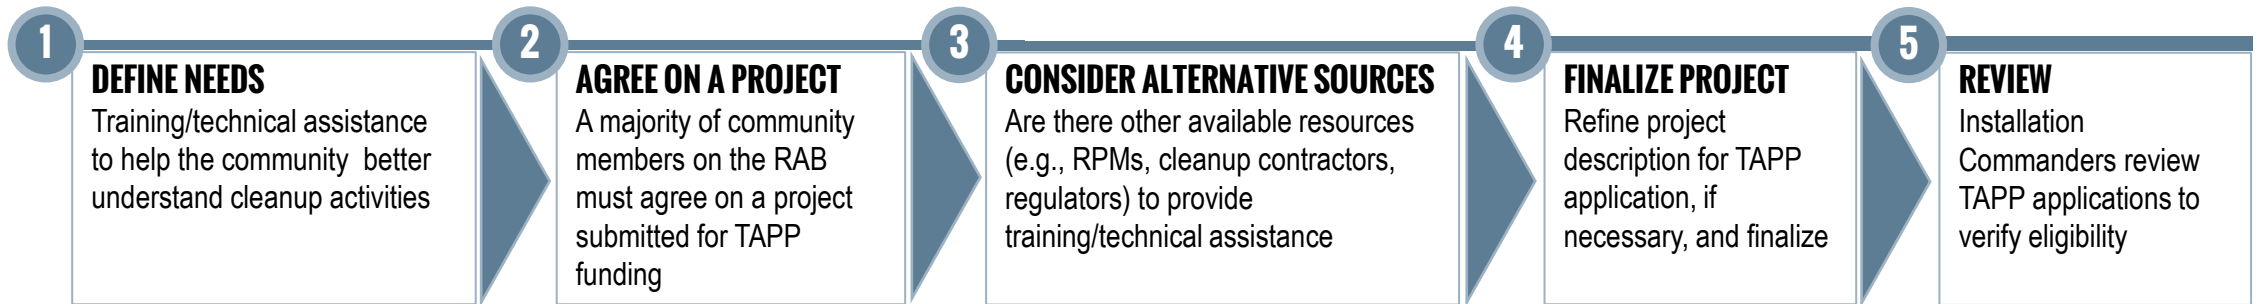 1
DEFINE NEEDS
Training/technical assistance
to help the community  better
understand cleanup activities
2
AGREE ON A PROJECT
A majority of community
members on the RAB
must agree on a project
submitted for TAPP
funding
3
CONSIDER ALTERNATIVE SOURCES
Are there other available resources
(e.g., RPMs, cleanup contractors,
regulators) to provide
training/technical assistance
4
FINALIZE PROJECT
Refine project
description for TAPP
application, if
necessary, and finalize
5
REVIEW
Installation
Commanders review
TAPP applications to
verify eligibility